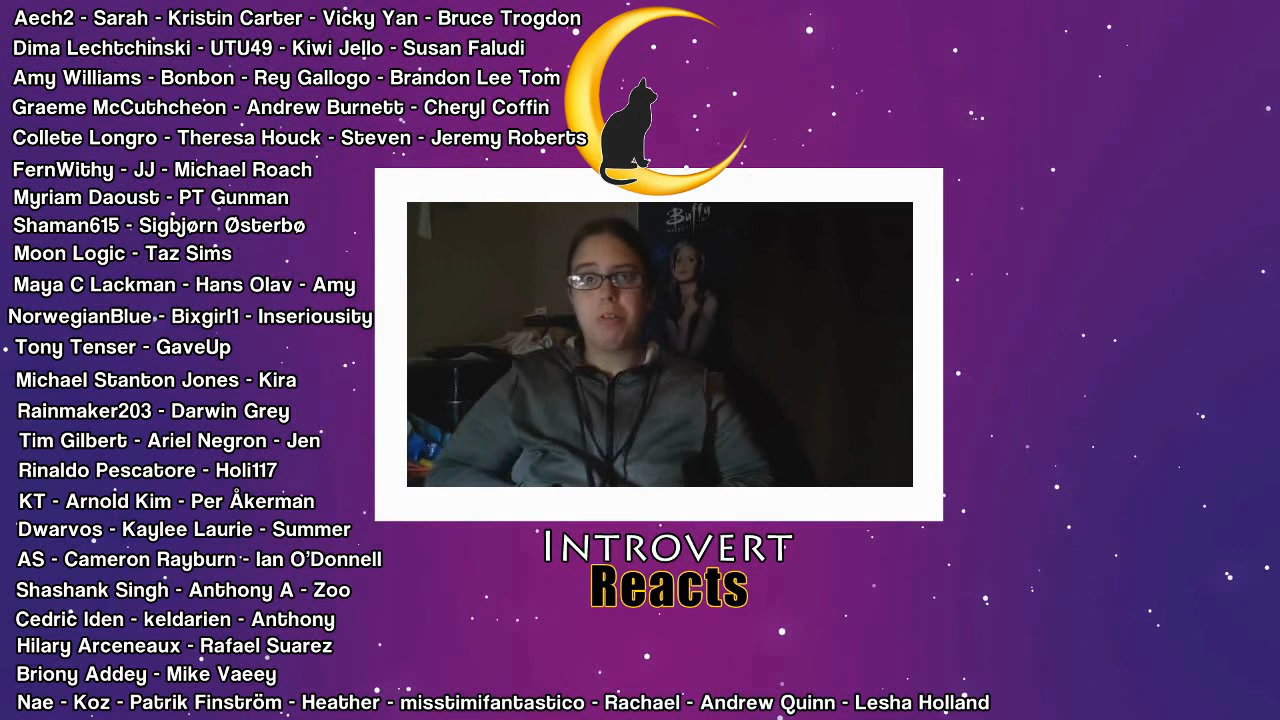 Aech2 - Sarah - Kristin Carter - Vicky Yan - Bruce Trogdon
Dima Lechtchinski - UTU49 - Kiwi Jello - Susan Faludi
Amy Williams - Bonbon - Rey Gallogo - Brandon Lee Tom
Graeme McCuthcheon - Andrew Burnett - Cheryl Coffin
Collete Longro - Theresa Houck - Steven - Jeremy Roberts
FernWithy - JJ - Michael Roach
Myriam Daoust - PT Gunman
Shaman615 - Sigbjørn Østerbø
Moon Logic - Taz Sims
Maya C Lackman - Hans Olav - Amy
NorwegianBlue - Bixgirl1 - Inseriousity
Tony Tenser - GaveUp
Michael Stanton Jones - Kira
Rainmaker203 - Darwin Grey
Tim Gilbert - Ariel Negron - Jen
Rinaldo Pescatore - Holi117
KT - Arnold Kim - Per Åkerman
Dwarvos - Kaylee Laurie - Summer
AS - Cameron Rayburn - Ian O'Donnell
Shashank Singh - Anthony A - Zoo
Cedric Iden - keldarien - Anthony
Hilary Arceneaux - Rafael Suarez
Briony Addey - Mike Vaeey
Nae - Koz - Patrik Finström - Heather - misstimifantastico - Rachael - Andrew Quinn - Lesha Holland
Buffy
INTROVERT
Reacts